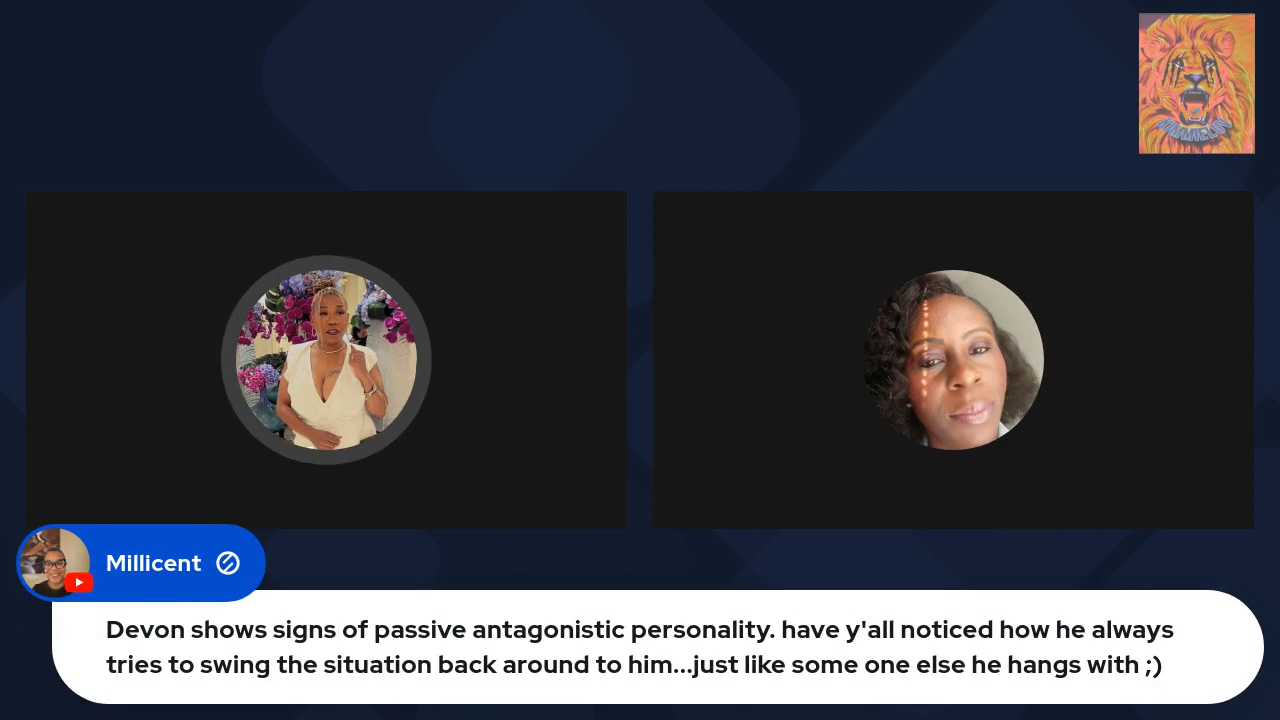 Millicent
Devon shows signs of passive antagonistic personality. have y'all noticed how he always
tries to swing the situation back around to him...just like some one else he hangs with ;)